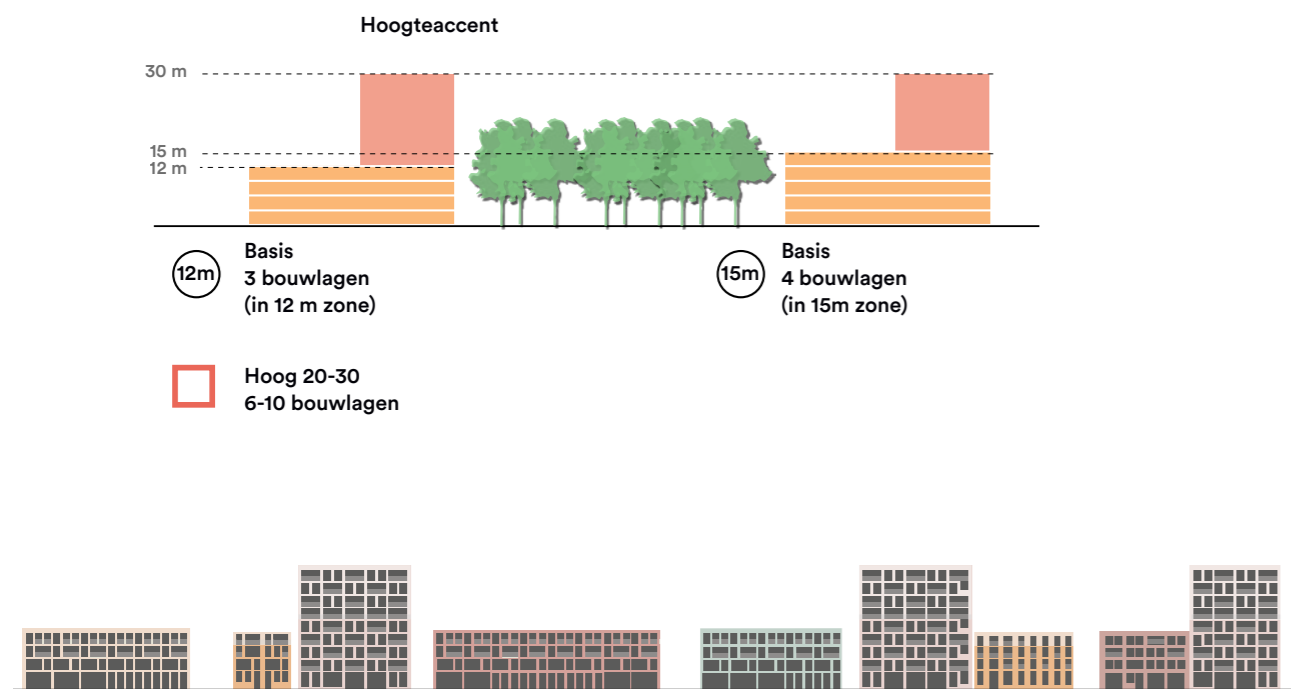 Hoogteaccent
30 m
15 m
12 m
12m
Basis
3 bouwlagen
(in 12 m zone)
15m
Basis
4 bouwlagen
(in 15m zone)
Hoog 20-30
6-10 bouwlagen